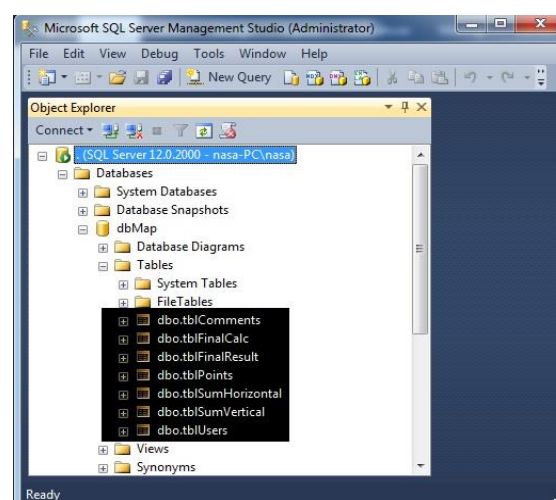 Microsoft SQL Server Management Studio (Administrator)
File Edit View Debug Tools Window Help
New Query
Object Explorer
Connect
. (SQL Server 12.0.2000 - nasa-PC\nasa)
Databases
System Databases
Database Snapshots
dbMap
Database Diagrams
Tables
System Tables
FileTables
dbo.tblComments
dbo.tblFinalCalc
dbo.tblFinalResult
dbo.tblPoints
dbo.tblSumHorizontal
dbo.tblSumVertical
dbo.tblUsers
Views
Synonyms
Ready